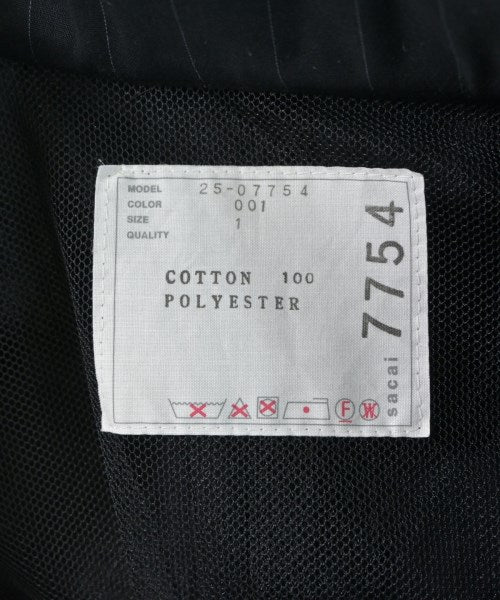 MODEL 25-07754
COLOR 001
SIZE 1
QUALITY
COTTON 100
POLYESTER
F
W
sacai 7754